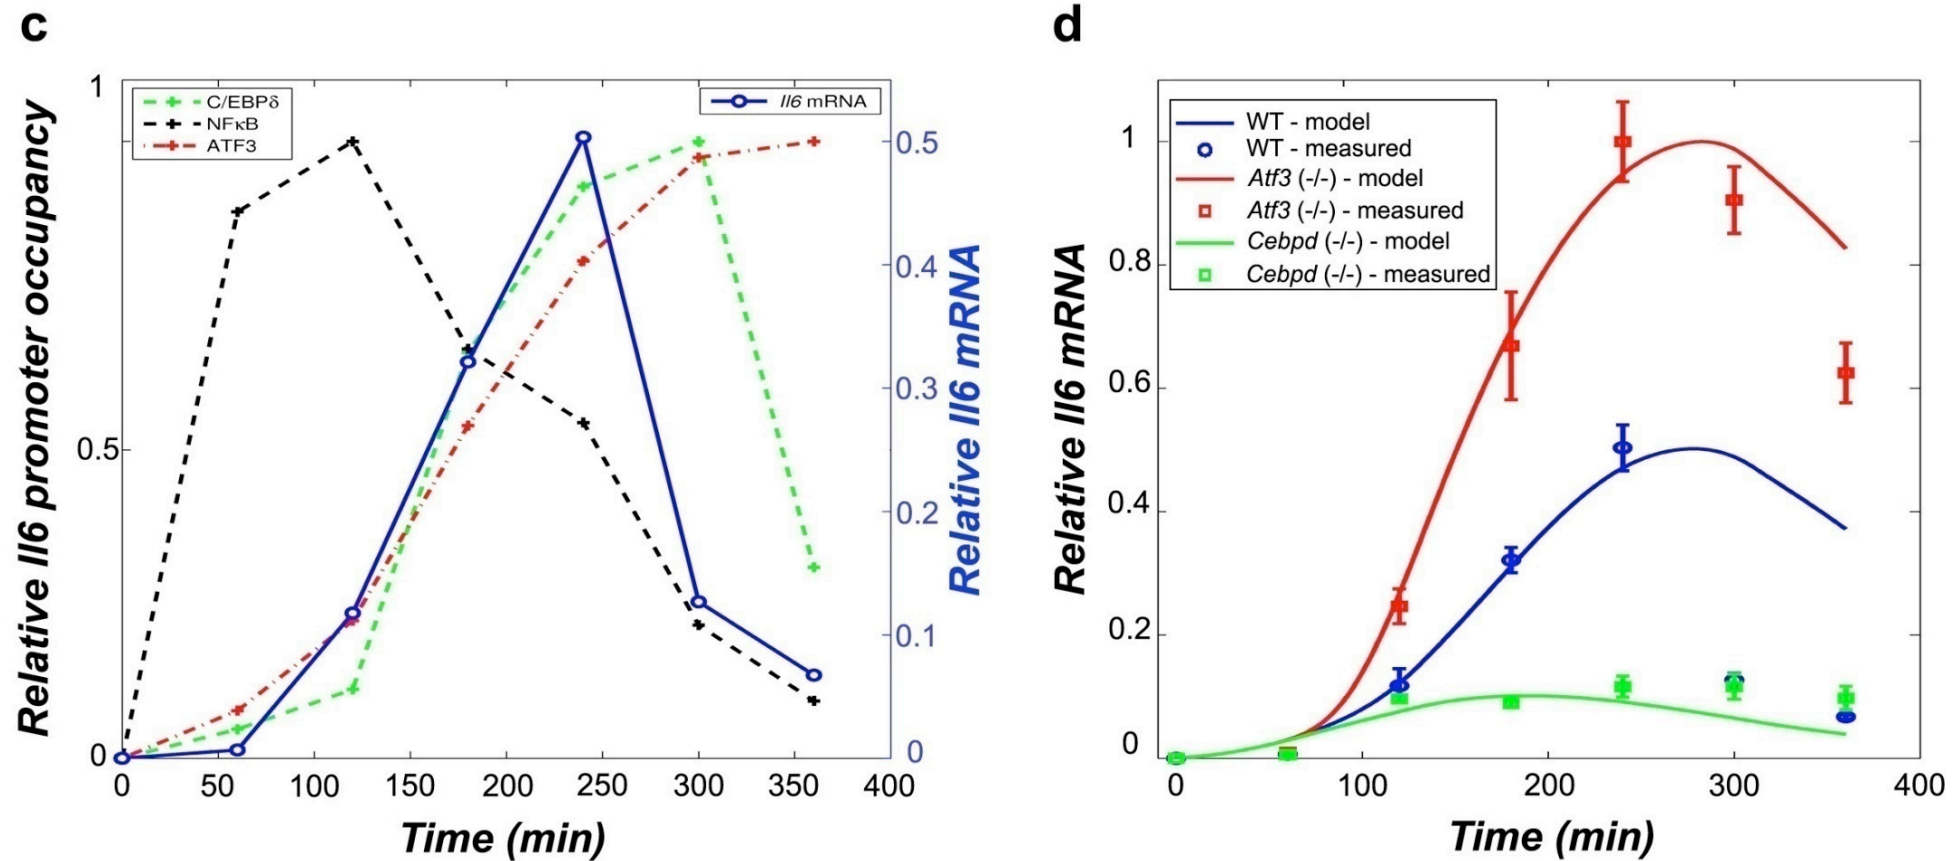 c
Relative Il6 promoter occupancy
1
0.5
0
C/EBPδ
NFκB
ATF3
Il6 mRNA
0.5
0.4
0.3
0.2
0.1
0
Relative Il6 mRNA
0 50 100 150 200 250 300 350 400
Time (min)
d
Relative Il6 mRNA
1
0.8
0.6
0.4
0.2
0
WT - model
WT - measured
Atf3 (-/-) - model
Atf3 (-/-) - measured
Cebpd (-/-) - model
Cebpd (-/-) - measured
0 100 200 300 400
Time (min)